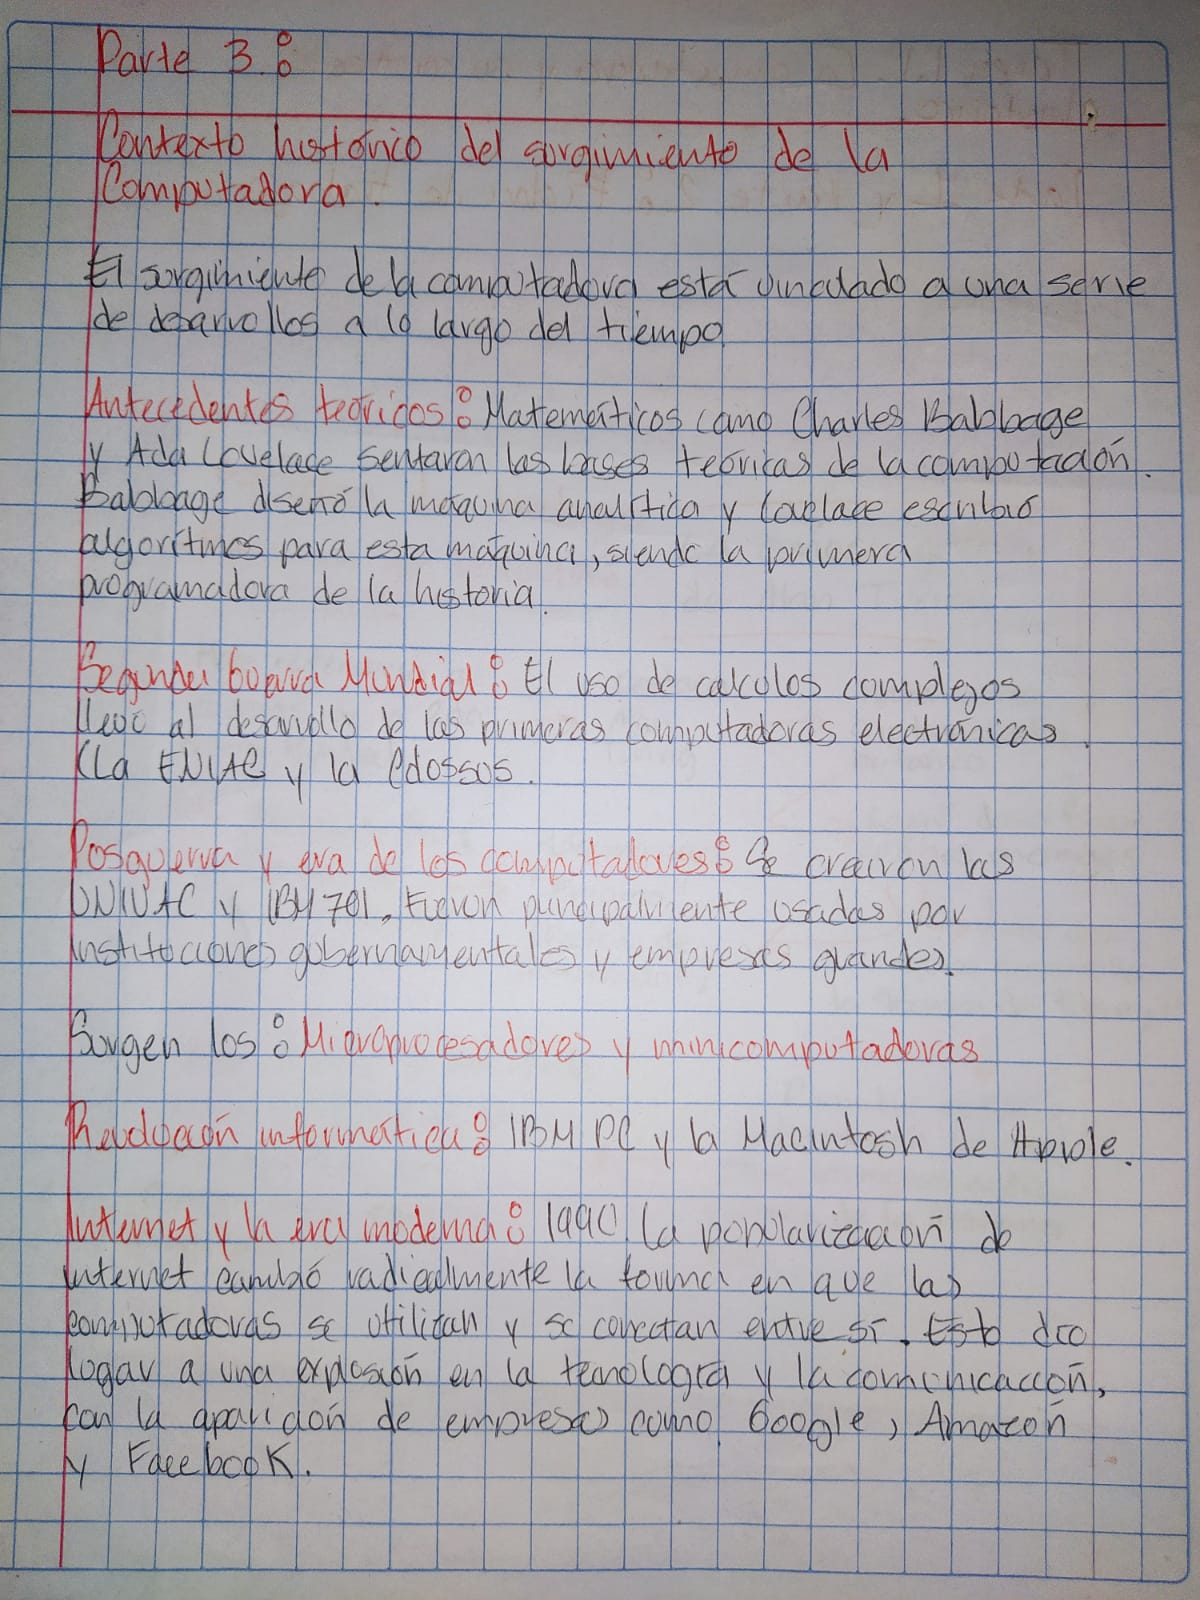 Parte 3:
Contexto histórico del surgimiento de la
Computadora.
El surgimiento de la computadora está vinculado a una serie
de desarrollos a lo largo del tiempo
Antecedentes teóricos: Matemáticos como Charles Babbage
y Ada Lovelace sentaron las bases teóricas de la computación.
Babbage diseñó la máquina analítica y Lovelace escribió
algorítmos para esta máquina, siendo la primera
programadora de la historia.
Segunda Guerra Mundial: El uso de calculos complejos
llevó al desarrollo de las primeras computadoras electrónicas.
(La ENIAC y la Colossos.
Posguerra y era de los computadores: Se crearon las
UNIVAC y IBM 701, Fueron principalmente usadas por
instituciones gubernamentales y empresas grandes.
Surgen los: Microprocesadores y minicomputadoras
Revolución informática: IBM PC y la Macintosh de Apple.
Internet y la era moderna: 1990 la popularización de
internet cambió radicalmente la forma en que las
computadoras se utilizan y se conectan entre sí. Esto dio
lugar a una explosión en la tecnología y la comunicación,
con la aparición de empresas como Google, Amazon
y Facebook.